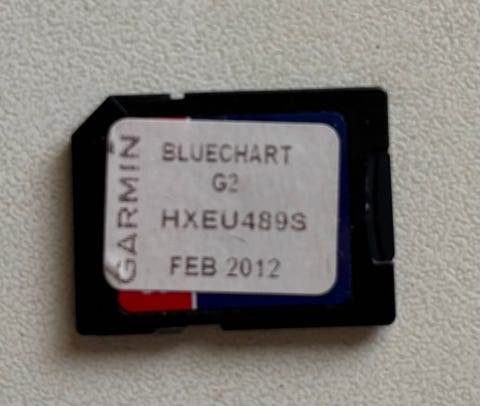 GARMIN
BLUECHART
G2
HXEU489S
FEB 2012